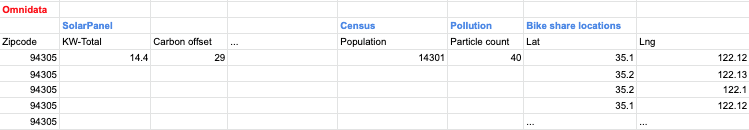 Omnidata
SolarPanel Census Pollution Bike share locations
Zipcode KW-Total Carbon offset ... Population Particle count Lat Lng
94305 14.4 29 14301 40 35.1 122.12
94305 35.2 122.13
94305 35.2 122.1
94305 35.1 122.12
94305 ... ...